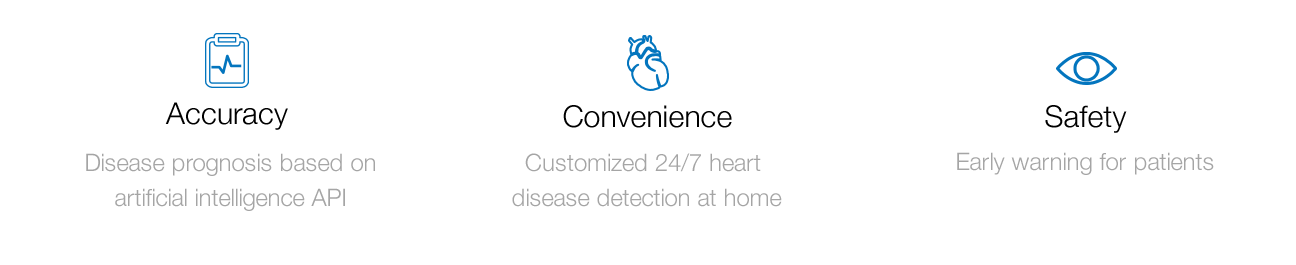 Accuracy
Disease prognosis based on
artificial intelligence API
Convenience
Customized 24/7 heart
disease detection at home
Safety
Early warning for patients